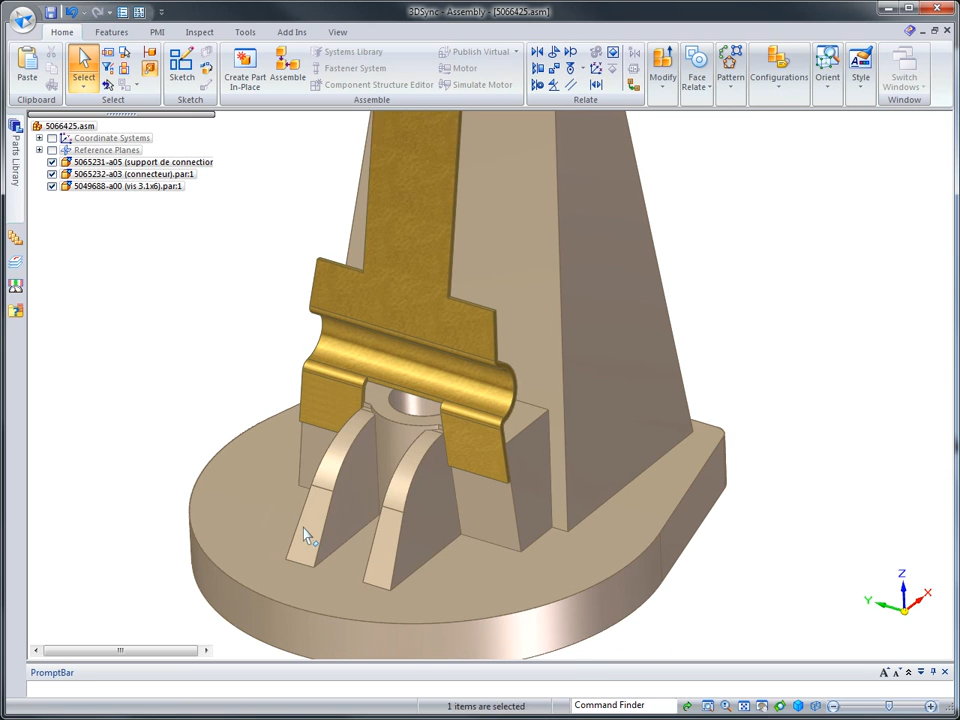 3DSync - Assembly - [5066425.asm]
Home Features PMI Inspect Tools Add Ins View
Paste
Select
Sketch
Create Part In-Place
Assemble
Systems Library
Fastener System
Component Structure Editor
Publish Virtual
Motor
Simulate Motor
Modify
Face Relate
Pattern
Configurations
Orient
Style
Switch Windows
Clipboard Select Sketch Assemble Relate Window
Parts Library
5066425.asm
Coordinate Systems
Reference Planes
5065231-a05 (support de connection
5065232-a03 (connecteur).par:1
5049688-a00 (vis 3.1x6).par:1
Z
Y
X
PromptBar
1 items are selected
Command Finder